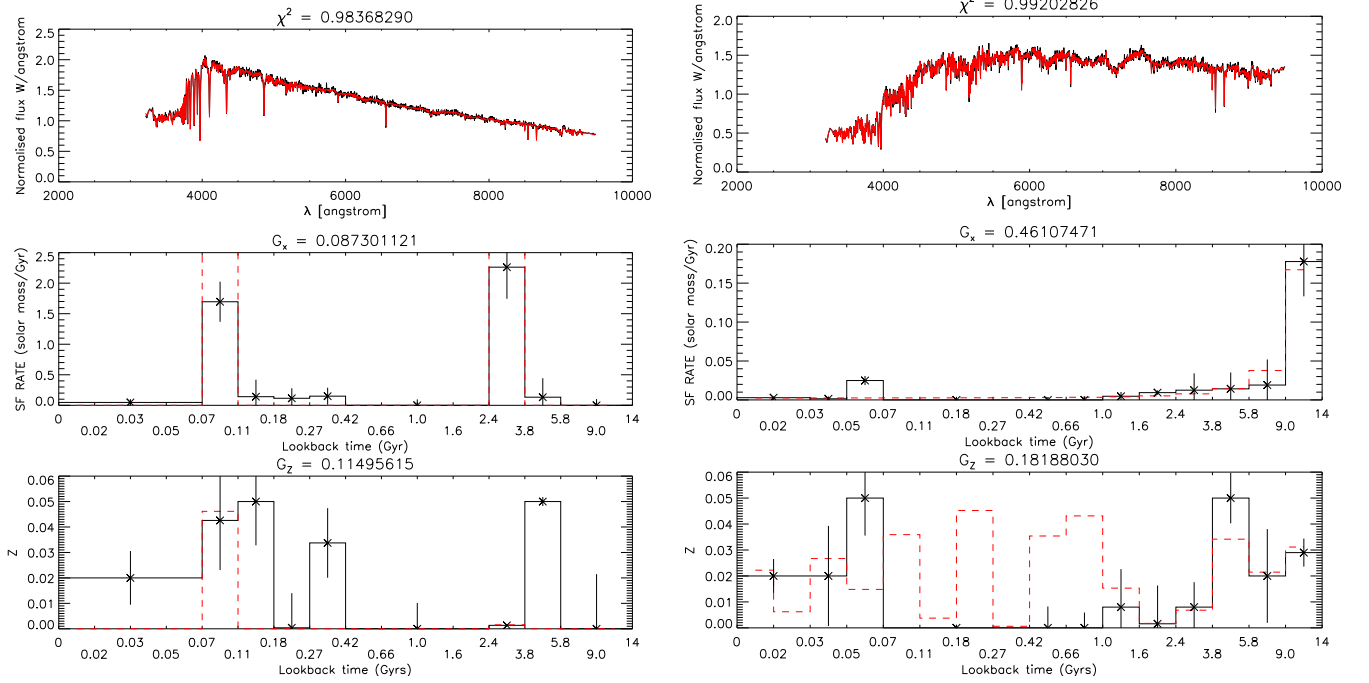 χ² = 0.98368290
Normalised flux W/angstrom
2.5
2.0
1.5
1.0
0.5
0.0
2000 4000 6000 8000 10000
λ [angstrom]
Gₓ = 0.087301121
SF RATE (solar mass/Gyr)
2.5
2.0
1.5
1.0
0.5
0.0
0 0.03 0.07 0.18 0.42 1.0 2.4 5.8 14
0.02 0.05 0.11 0.27 1.6 3.8 9.0
Lookback time (Gyr)
G_Z = 0.11495615
Z
0.06
0.05
0.04
0.03
0.02
0.01
0.00
0 0.03 0.07 0.18 0.42 1.0 2.4 5.8 14
0.02 0.05 0.11 0.27 1.6 3.8 9.0
Lookback time (Gyrs)
χ² = 0.99202826
Normalised flux W/angstrom
2.0
1.5
1.0
0.5
0.0
2000 4000 6000 8000 10000
λ [angstrom]
Gₓ = 0.46107471
SF RATE (solar mass/Gyr)
0.20
0.15
0.10
0.05
0.00
0 0.03 0.07 0.18 0.42 1.0 2.4 5.8 14
0.02 0.05 0.11 0.27 1.6 3.8 9.0
Lookback time (Gyr)
G_Z = 0.18188030
Z
0.06
0.05
0.04
0.03
0.02
0.01
0.00
0 0.03 0.07 0.18 0.42 1.0 2.4 5.8 14
0.02 0.05 0.11 0.27 1.6 3.8 9.0
Lookback time (Gyrs)